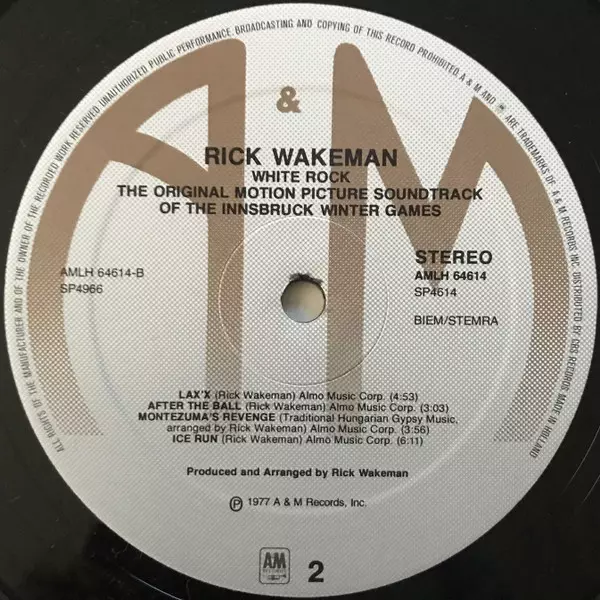 ALL RIGHTS OF THE MANUFACTURER AND OF THE OWNER OF THE RECORDED WORK RESERVED. UNAUTHORIZED PUBLIC PERFORMANCE, BROADCASTING AND COPYING OF THIS RECORD PROHIBITED. A & M AND ARE TRADEMARKS OF A & M RECORDS INC. DISTRIBUTED BY CBS RECORDS. MADE IN HOLLAND
A & M
RICK WAKEMAN
WHITE ROCK
THE ORIGINAL MOTION PICTURE SOUNDTRACK
OF THE INNSBRUCK WINTER GAMES
AMLH 64614-B
SP4966
STEREO
AMLH 64614
SP4614
BIEM/STEMRA
LAX'X (Rick Wakeman) Almo Music Corp. (4:53)
AFTER THE BALL (Rick Wakeman) Almo Music Corp. (3:03)
MONTEZUMA'S REVENGE (Traditional Hungarian Gypsy Music,
arranged by Rick Wakeman) Almo Music Corp. (3:56)
ICE RUN (Rick Wakeman) Almo Music Corp. (6:11)
Produced and Arranged by Rick Wakeman
℗ 1977 A & M Records, Inc.
AM
RECORDS
2